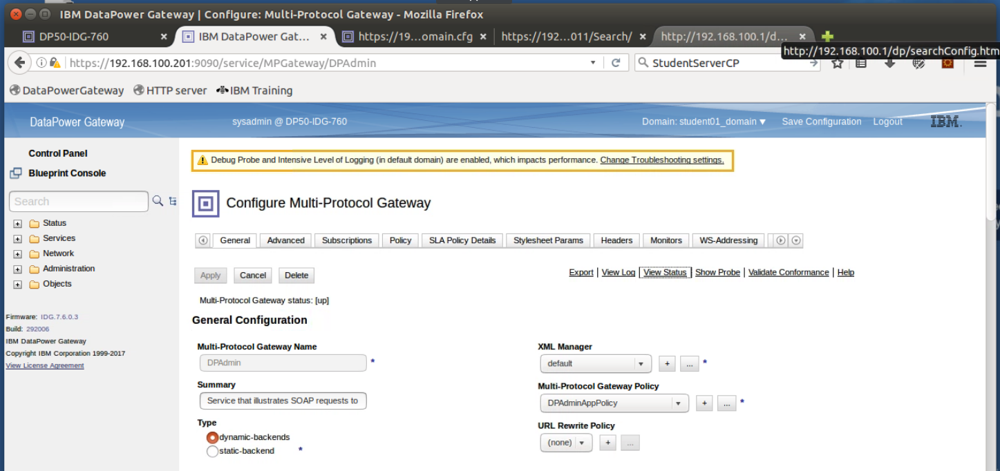 IBM DataPower Gateway | Configure: Multi-Protocol Gateway - Mozilla Firefox
DP50-IDG-760 × IBM DataPower Gat... × https://19...omain.cfg × https://192...011/Search/ × http://192.168.100.1/d... ×
http://192.168.100.1/dp/searchConfig.htm
https://192.168.100.201:9090/service/MPGateway/DPAdmin StudentServerCP
DataPowerGateway HTTP server IBM Training
DataPower Gateway sysadmin @ DP50-IDG-760 Domain: student01_domain Save Configuration Logout IBM.
Control Panel
Blueprint Console
Search
Status
Services
Network
Administration
Objects
Firmware: IDG.7.6.0.3
Build: 292006
IBM DataPower Gateway
Copyright IBM Corporation 1999-2017
View License Agreement
Debug Probe and Intensive Level of Logging (in default domain) are enabled, which impacts performance. Change Troubleshooting settings.
Configure Multi-Protocol Gateway
General Advanced Subscriptions Policy SLA Policy Details Stylesheet Params Headers Monitors WS-Addressing
Apply Cancel Delete Export | View Log | View Status | Show Probe | Validate Conformance | Help
Multi-Protocol Gateway status: [up]
General Configuration
Multi-Protocol Gateway Name
DPAdmin *
Summary
Service that illustrates SOAP requests to
Type
dynamic-backends
static-backend *
XML Manager
default + ... *
Multi-Protocol Gateway Policy
DPAdminAppPolicy + ... *
URL Rewrite Policy
(none) + ...